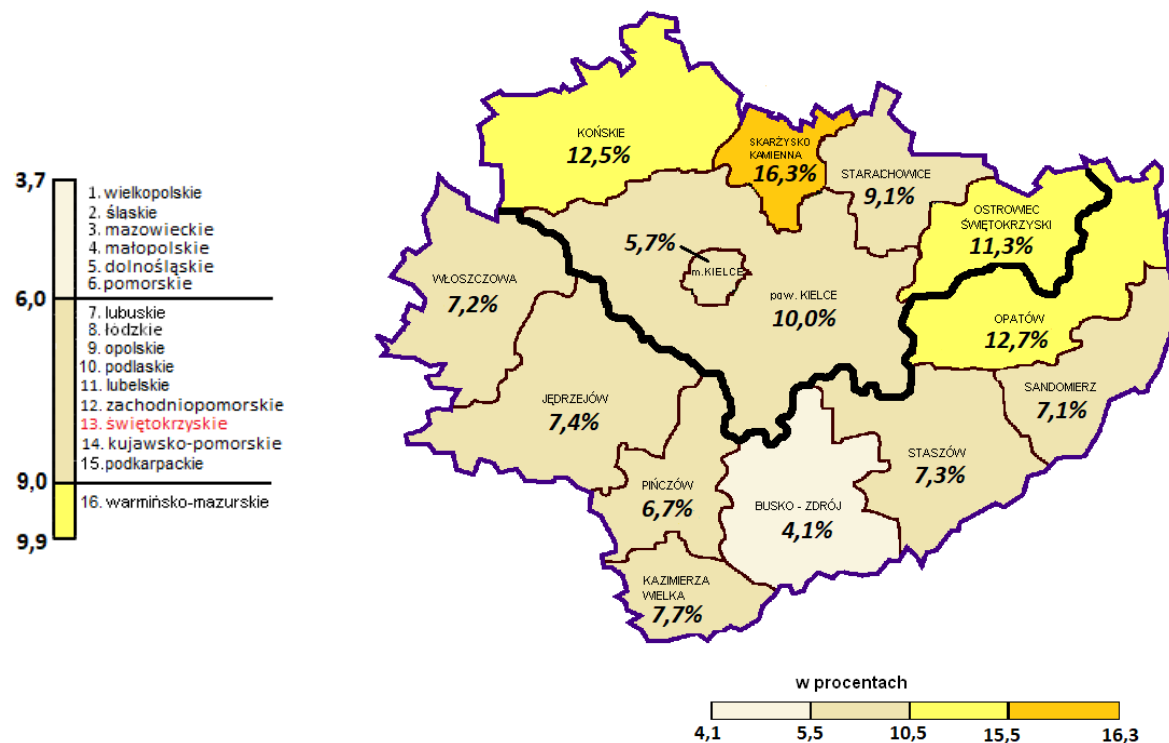 3,7
1. wielkopolskie
2. śląskie
3. mazowieckie
4. małopolskie
5. dolnośląskie
6. pomorskie
6,0
7. lubuskie
8. łódzkie
9. opolskie
10. podlaskie
11. lubelskie
12. zachodniopomorskie
13. świętokrzyskie
14. kujawsko-pomorskie
15. podkarpackie
9,0
16. warmińsko-mazurskie
9,9
KOŃSKIE
12,5%
SKARŻYSKO
KAMIENNA
16,3%
STARACHOWICE
9,1%
OSTROWIEC
ŚWIĘTOKRZYSKI
11,3%
5,7%
m.KIELCE
WŁOSZCZOWA
7,2%
pow. KIELCE
10,0%
OPATÓW
12,7%
SANDOMIERZ
7,1%
JĘDRZEJÓW
7,4%
STASZÓW
7,3%
PIŃCZÓW
6,7%
BUSKO - ZDRÓJ
4,1%
KAZIMIERZA
WIELKA
7,7%
w procentach
4,1 5,5 10,5 15,5 16,3